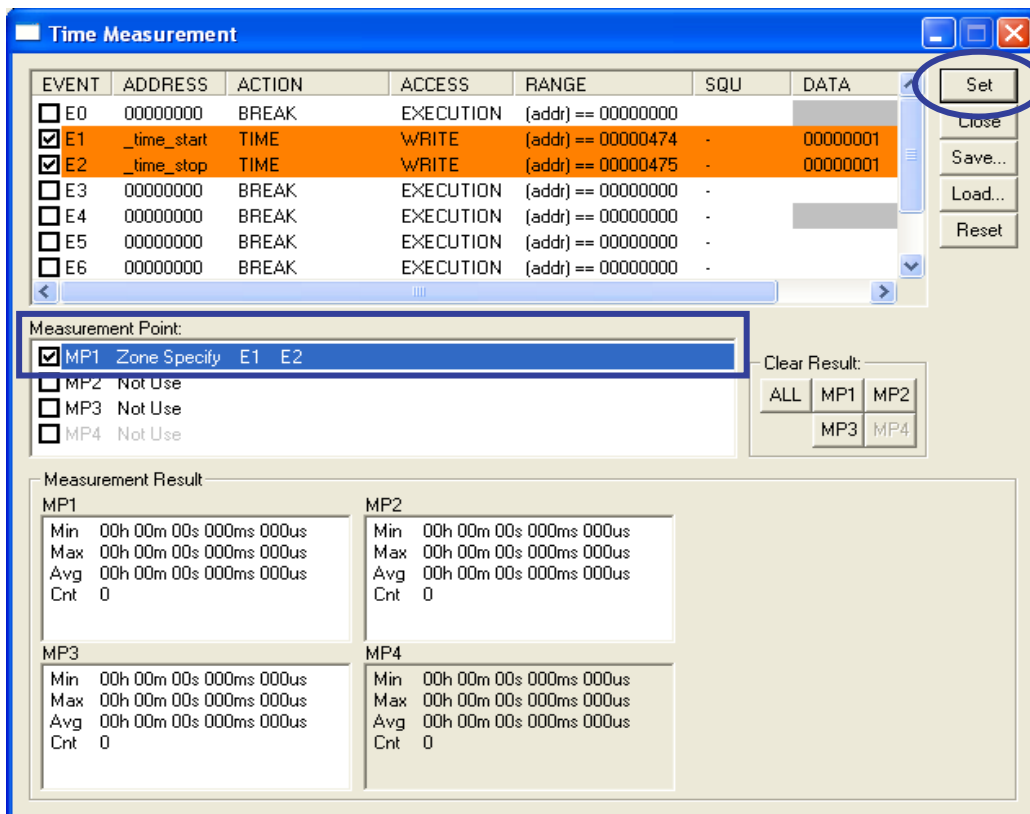 Time Measurement
EVENT ADDRESS ACTION ACCESS RANGE SQU DATA
E0 00000000 BREAK EXECUTION (addr) == 00000000
E1 _time_start TIME WRITE (addr) == 00000474 - 00000001
E2 _time_stop TIME WRITE (addr) == 00000475 - 00000001
E3 00000000 BREAK EXECUTION (addr) == 00000000 -
E4 00000000 BREAK EXECUTION (addr) == 00000000 -
E5 00000000 BREAK EXECUTION (addr) == 00000000 -
E6 00000000 BREAK EXECUTION (addr) == 00000000 -
Set
Close
Save...
Load...
Reset
Measurement Point:
MP1 Zone Specify E1 E2
MP2 Not Use
MP3 Not Use
MP4 Not Use
Clear Result:
ALL MP1 MP2
MP3 MP4
Measurement Result
MP1
Min 00h 00m 00s 000ms 000us
Max 00h 00m 00s 000ms 000us
Avg 00h 00m 00s 000ms 000us
Cnt 0
MP2
Min 00h 00m 00s 000ms 000us
Max 00h 00m 00s 000ms 000us
Avg 00h 00m 00s 000ms 000us
Cnt 0
MP3
Min 00h 00m 00s 000ms 000us
Max 00h 00m 00s 000ms 000us
Avg 00h 00m 00s 000ms 000us
Cnt 0
MP4
Min 00h 00m 00s 000ms 000us
Max 00h 00m 00s 000ms 000us
Avg 00h 00m 00s 000ms 000us
Cnt 0